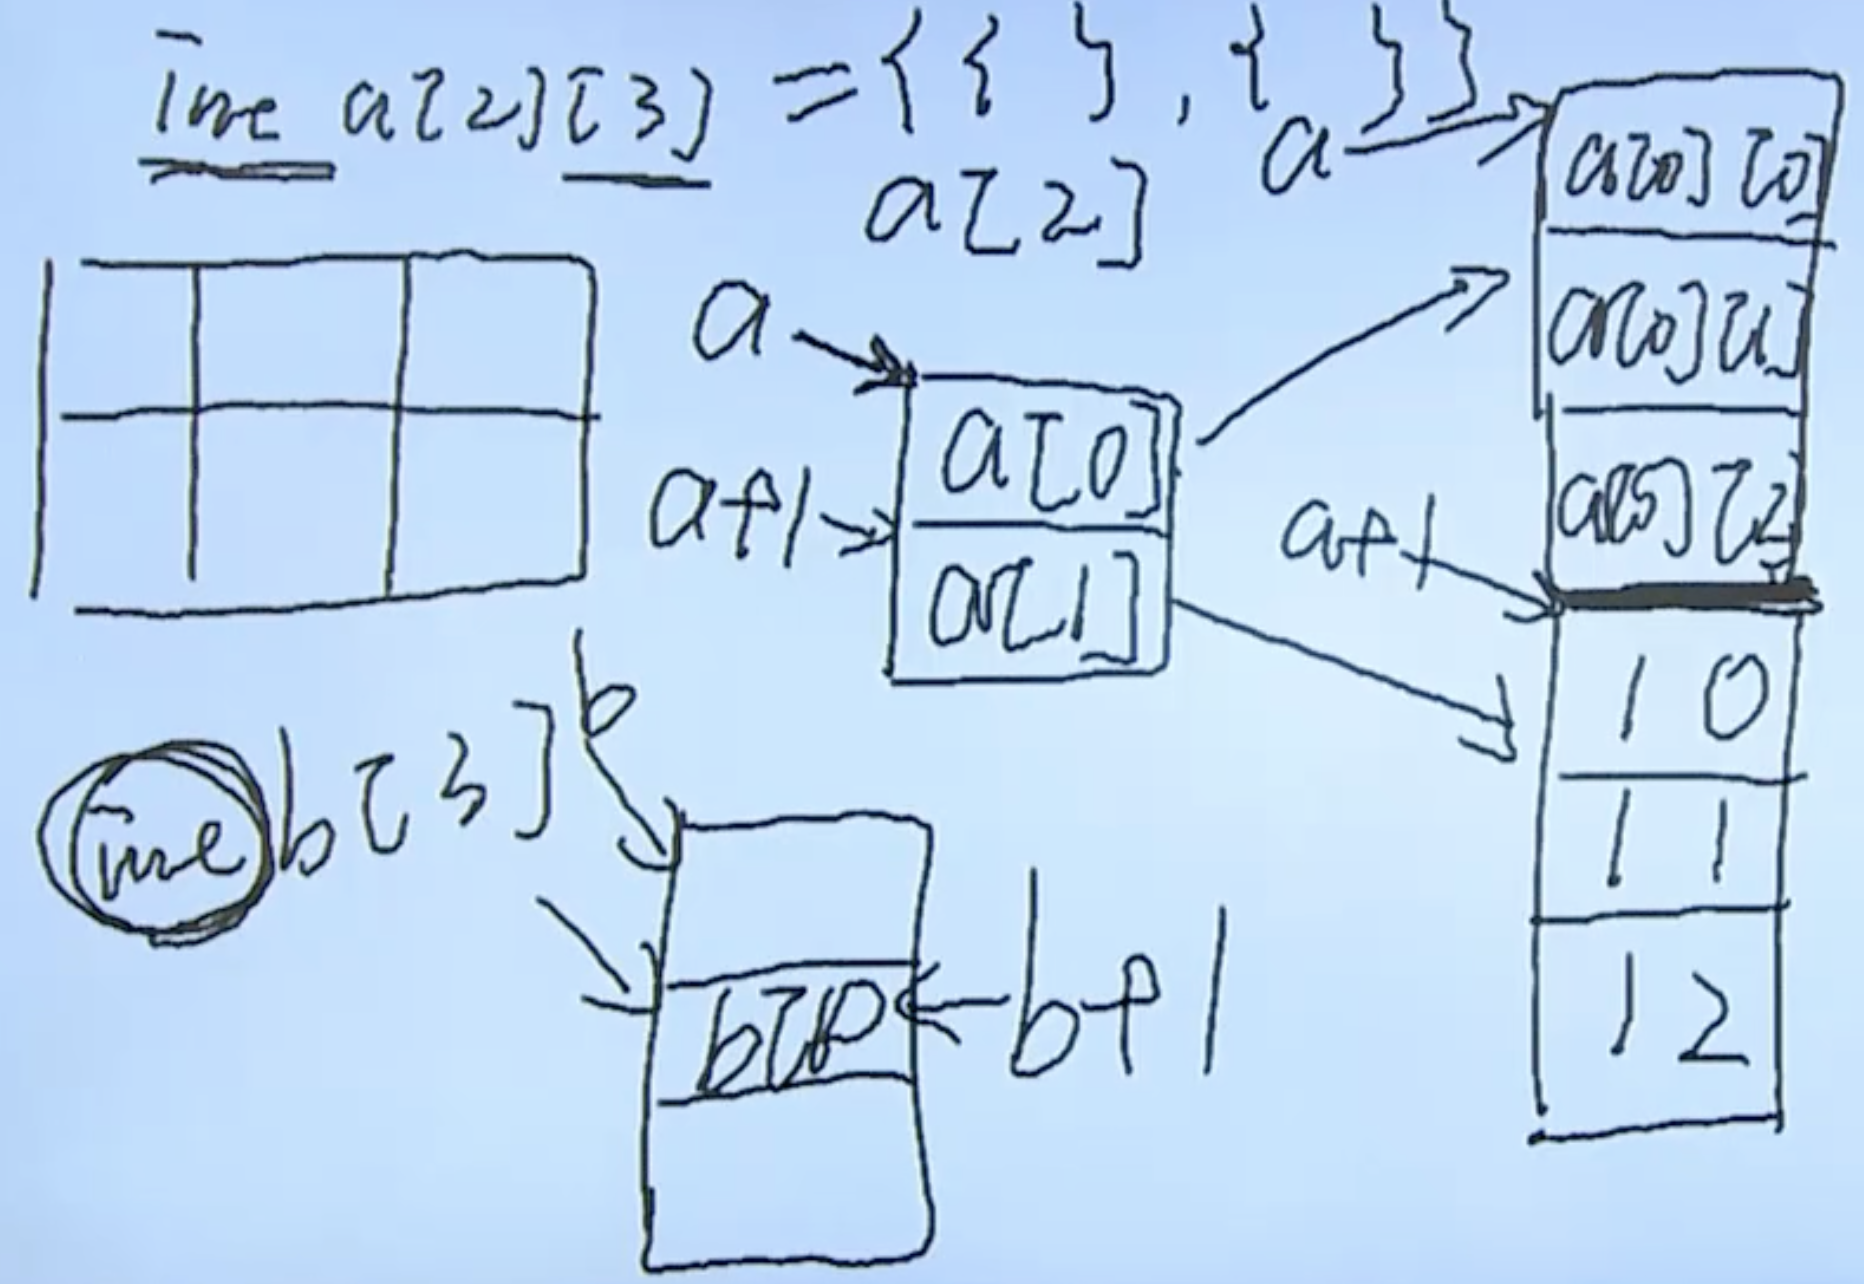 int a[2][3] = { { } , { } }
a[2]
a
a[0][0]
a[0][1]
a[0][2]
a
a+1
a[0]
a[1]
a+1
1 0
1 1
1 2
int b[3]
b
b[1]
b+1